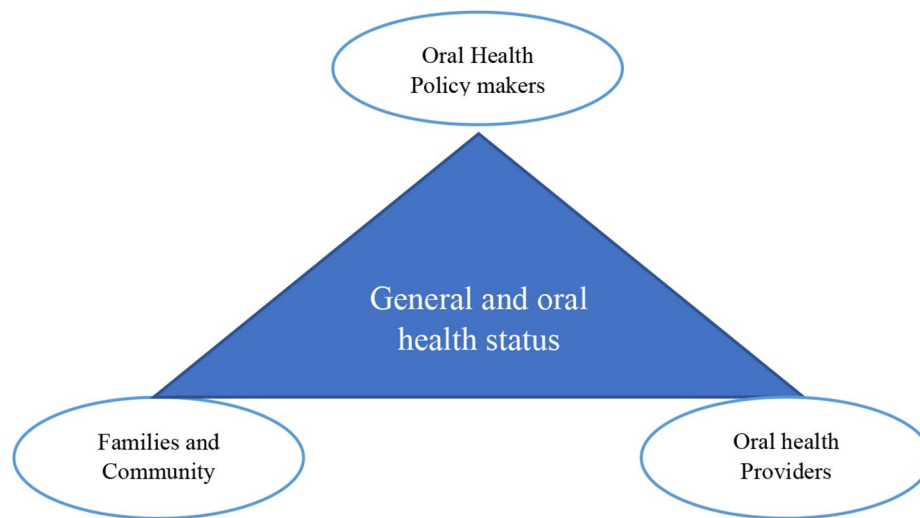 Oral Health
Policy makers
General and oral
health status
Families and
Community
Oral health
Providers